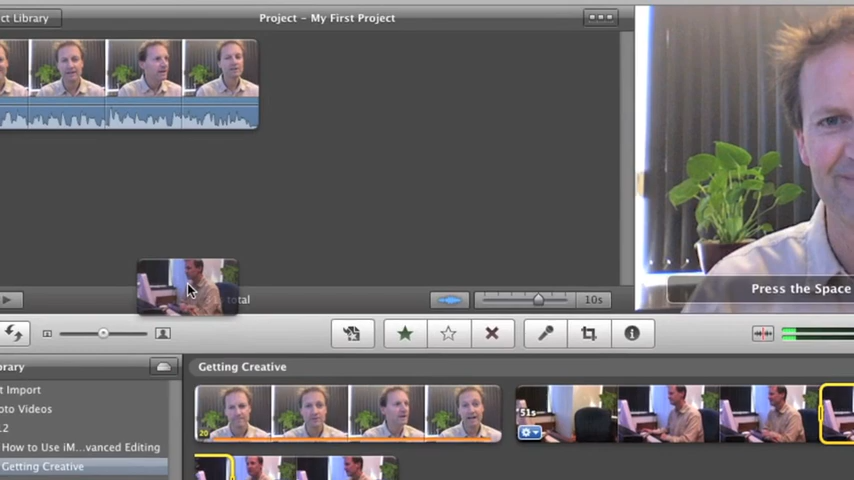 ct Library
Project - My First Project
Press the Space
total
10s
brary
Getting Creative
t Import
oto Videos
12
How to Use iM...vanced Editing
Getting Creative
20
51s